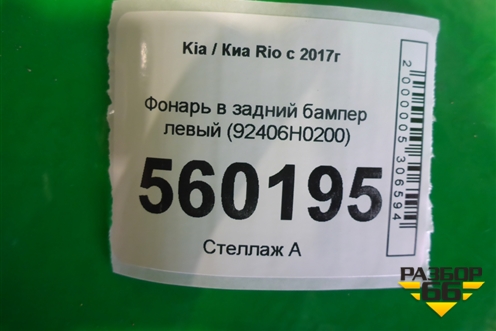 Kia / Киа Rio с 2017г
Фонарь в задний бампер
левый (92406H0200)
560195
Стеллаж А
2000005306594
РАЗБОР
66